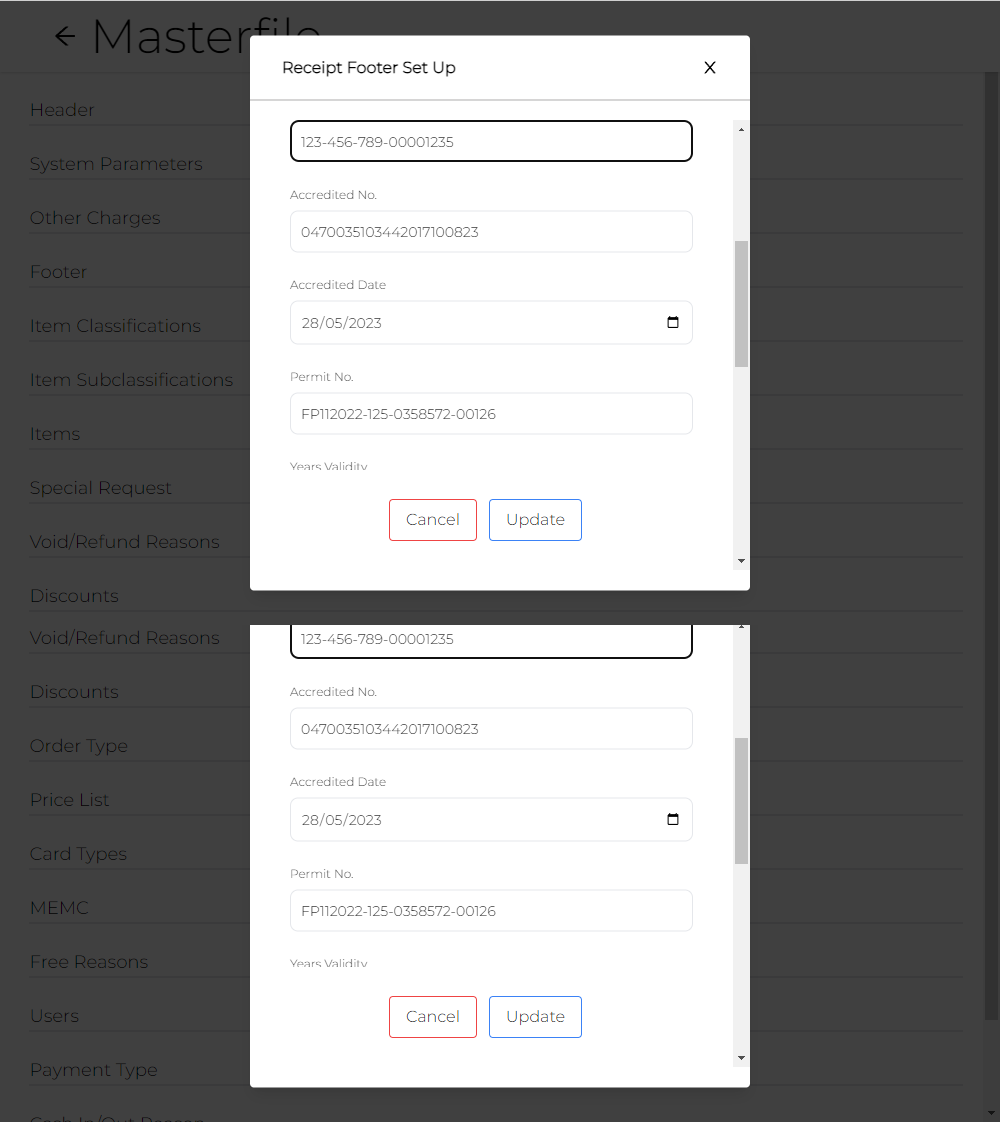 ← Masterfile
Receipt Footer Set Up X
Header
123-456-789-00001235
System Parameters
Accredited No.
Other Charges
0470035103442017100823
Footer
Accredited Date
Item Classifications
28/05/2023
Item Subclassifications
Permit No.
Items
FP112022-125-0358572-00126
Years Validity
Special Request
Cancel Update
Void/Refund Reasons
Discounts
Void/Refund Reasons
123-456-789-00001235
Discounts
Accredited No.
0470035103442017100823
Order Type
Accredited Date
Price List
28/05/2023
Card Types
Permit No.
MEMC
FP112022-125-0358572-00126
Free Reasons
Years Validity
Users
Cancel Update
Payment Type
Cash In/Out Reason